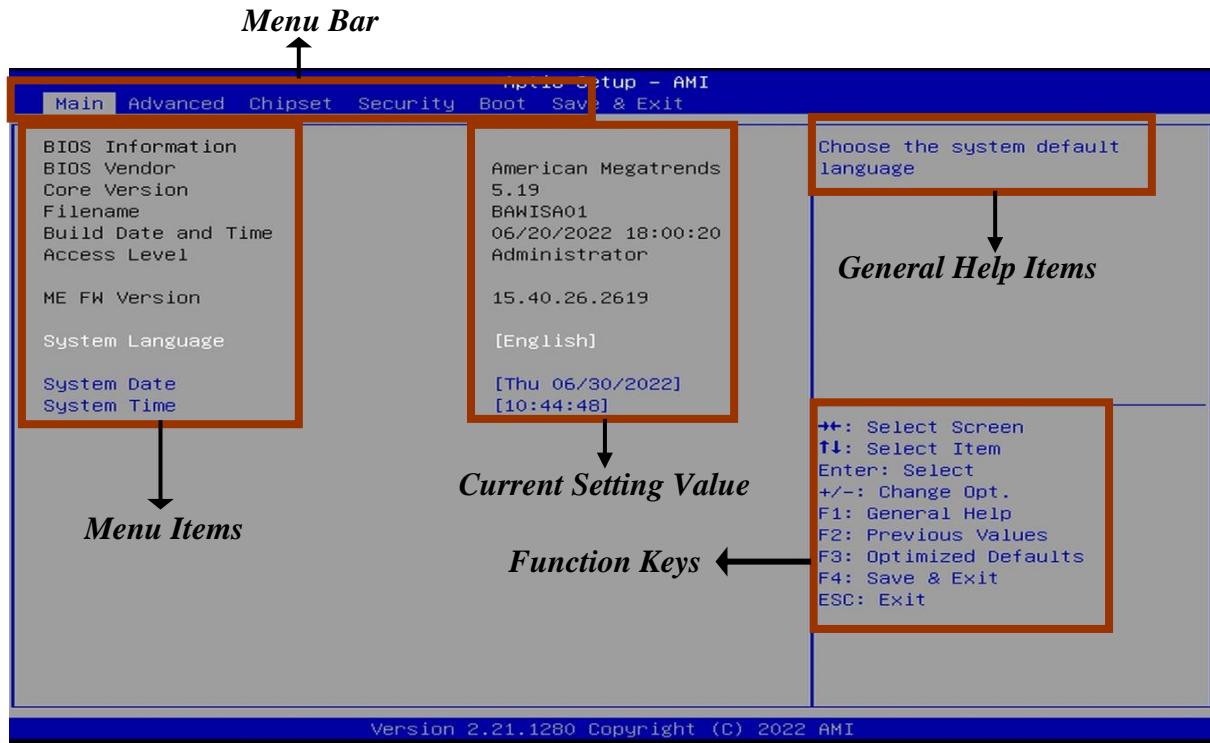 Menu Bar
Aptio Setup – AMI
Main Advanced Chipset Security Boot Save & Exit
BIOS Information
BIOS Vendor American Megatrends
Core Version 5.19
Filename BAWISA01
Build Date and Time 06/20/2022 18:00:20
Access Level Administrator
ME FW Version 15.40.26.2619
System Language [English]
System Date [Thu 06/30/2022]
System Time [10:44:48]
Choose the system default
language
General Help Items
Menu Items
Current Setting Value
Function Keys
→←: Select Screen
↑↓: Select Item
Enter: Select
+/-: Change Opt.
F1: General Help
F2: Previous Values
F3: Optimized Defaults
F4: Save & Exit
ESC: Exit
Version 2.21.1280 Copyright (C) 2022 AMI